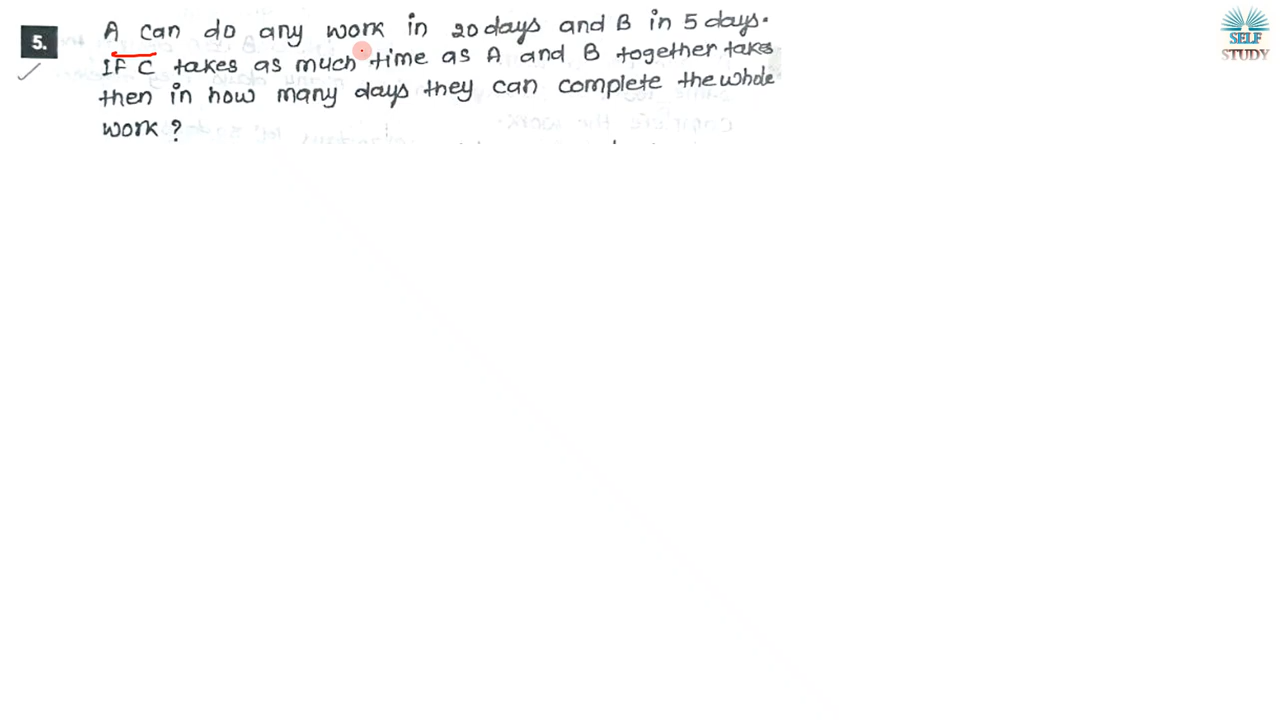 5. A can do any work in 20 days and B in 5 days.
If C takes as much time as A and B together takes
then in how many days they can complete the whole
work ?
SELF
STUDY